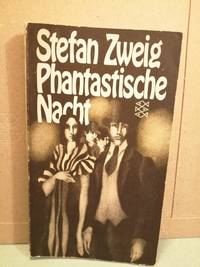 Stefan Zweig
Phantastische
Nacht